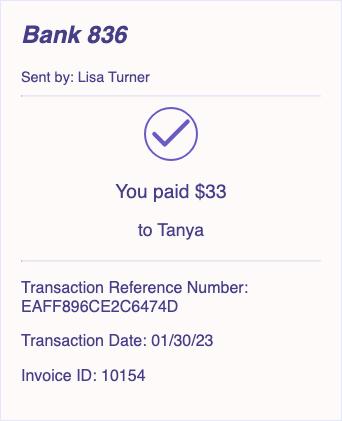 Bank 836
Sent by: Lisa Turner
You paid $33
to Tanya
Transaction Reference Number:
EAFF896CE2C6474D
Transaction Date: 01/30/23
Invoice ID: 10154